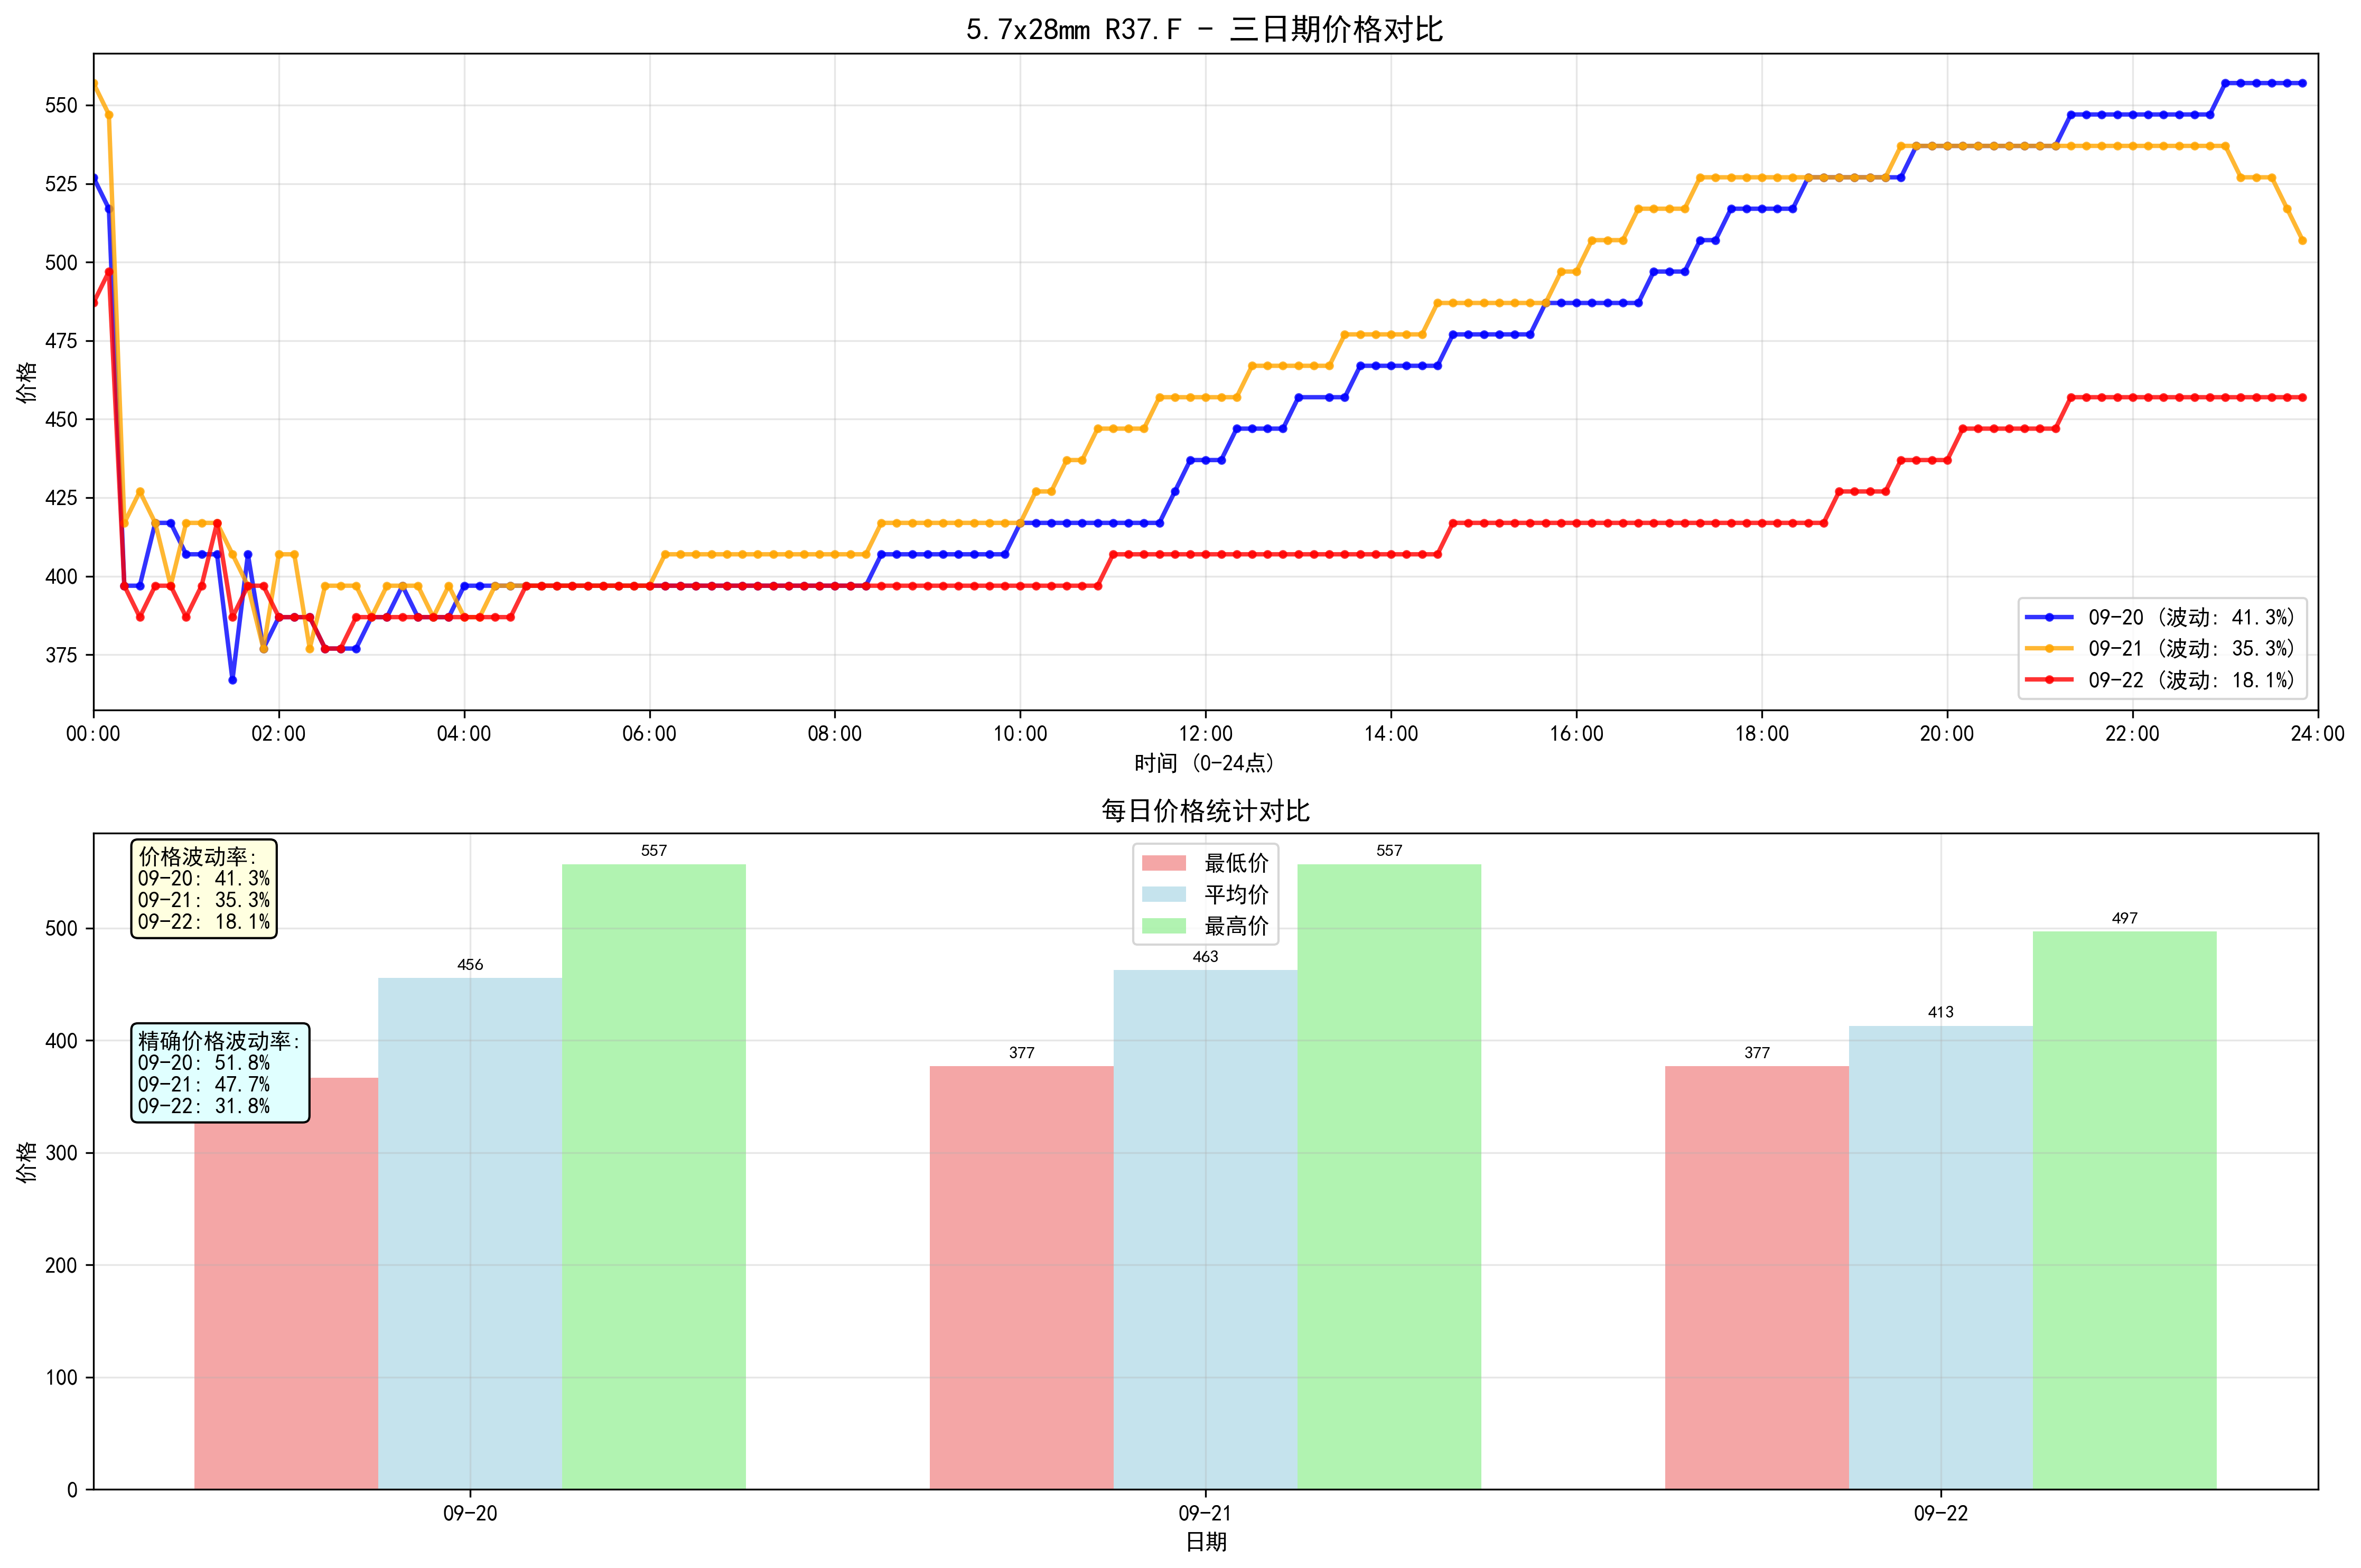 5.7x28mm R37.F - 三日期价格对比
价格
550
525
500
475
450
425
400
375
00:00 02:00 04:00 06:00 08:00 10:00 12:00 14:00 16:00 18:00 20:00 22:00 24:00
时间 (0-24点)
09-20 (波动: 41.3%)
09-21 (波动: 35.3%)
09-22 (波动: 18.1%)
每日价格统计对比
价格
500
400
300
200
100
0
价格波动率:
09-20: 41.3%
09-21: 35.3%
09-22: 18.1%
精确价格波动率:
09-20: 51.8%
09-21: 47.7%
09-22: 31.8%
最低价
平均价
最高价
456
557
377
463
557
377
413
497
09-20 09-21 09-22
日期